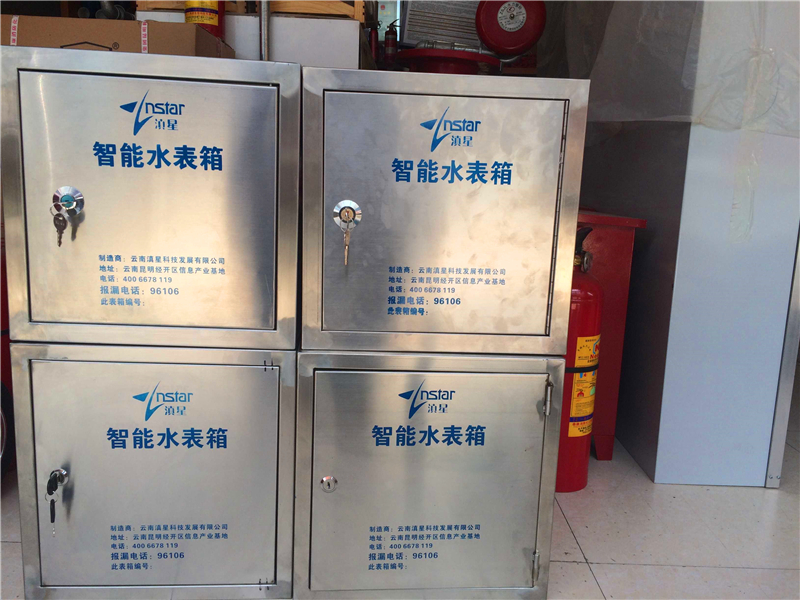 Znstar
滇星
智能水表箱
制造商：云南滇星科技发展有限公司
地址：云南昆明经开区信息产业基地
电话：400 6678 119
报漏电话：96106
此表箱编号：
Znstar
滇星
智能水表箱
制造商：云南滇星科技发展有限公司
地址：云南昆明经开区信息产业基地
电话：400 6678 119
报漏电话：96106
此表箱编号：
Znstar
滇星
智能水表箱
制造商：云南滇星科技发展有限公司
地址：云南昆明经开区信息产业基地
电话：400 6678 119
报漏电话：96106
此表箱编号：
Znstar
滇星
智能水表箱
制造商：云南滇星科技发展有限公司
地址：云南昆明经开区信息产业基地
电话：400 6678 119
报漏电话：96106
此表箱编号：